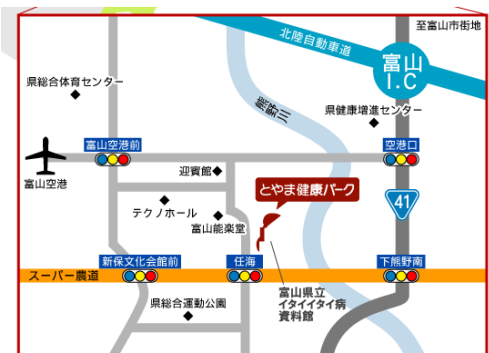 至富山市街地
北陸自動車道
富山
I.C
県総合体育センター
熊野川
県健康増進センター
富山空港前
空港口
富山空港
迎賓館
とやま健康パーク
テクノホール
41
富山能楽堂
新保文化会館前
任海
下熊野南
スーパー農道
富山県立
イタイイタイ病
資料館
県総合運動公園